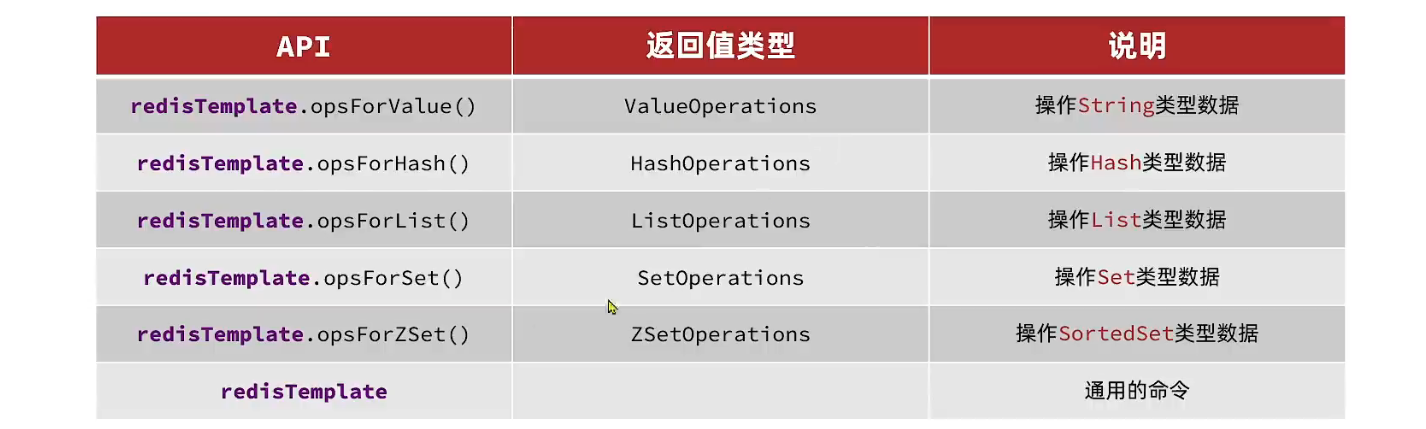 API 返回值类型 说明
redisTemplate.opsForValue() ValueOperations 操作String类型数据
redisTemplate.opsForHash() HashOperations 操作Hash类型数据
redisTemplate.opsForList() ListOperations 操作List类型数据
redisTemplate.opsForSet() SetOperations 操作Set类型数据
redisTemplate.opsForZSet() ZSetOperations 操作SortedSet类型数据
redisTemplate 通用的命令